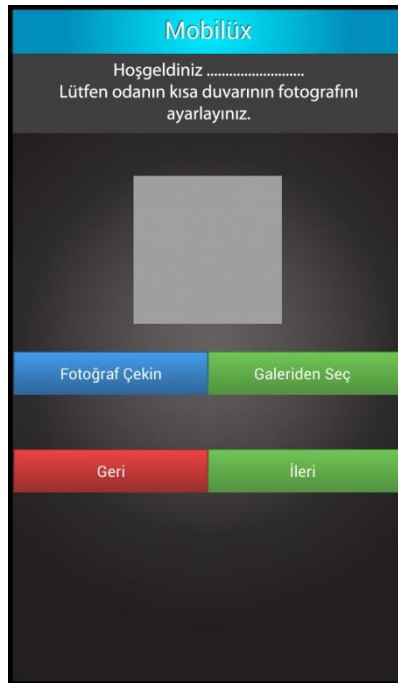 Mobilüx
Hoşgeldiniz .........................
Lütfen odanın kısa duvarının fotografını
ayarlayınız.
Fotoğraf Çekin
Galeriden Seç
Geri
İleri